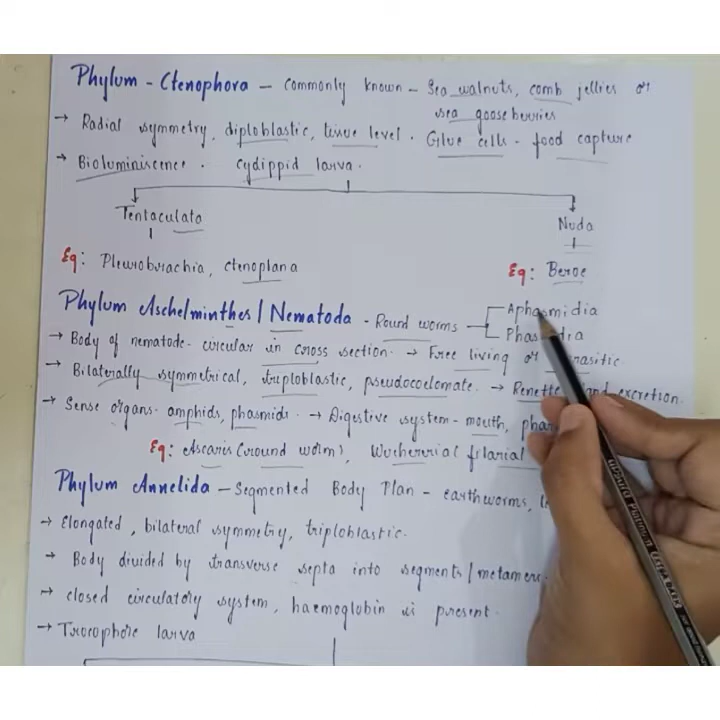 Phylum - Ctenophora - commonly known - Sea walnuts, comb jellies or
sea gooseberries
→ Radial symmetry, diploblastic, tissue level. Glue cells - food capture
→ Bioluminiscence. cydippid larva.
Tentaculata
Nuda
Eg: Pleurobrachia, ctenoplana
Eg: Beroe
Phylum Aschelminthes / Nematoda - Round worms
Aphasmidia
→ Body of nematode - circular in cross section. → Free living or
→ Bilaterally symmetrical, triploblastic, pseudocoelomate. → excretion.
→ Sense organs - amphids, phasmids. → Digestive system - mouth,
Eg: Ascaris (round worm), Wuchereria( filarial
Phylum Annelida - Segmented Body Plan - earthworms,
→ Elongated, bilateral symmetry, triploblastic.
→ Body divided by transverse septa into segments /
→ closed circulatory system, haemoglobin is present.
→ Trocophore larva